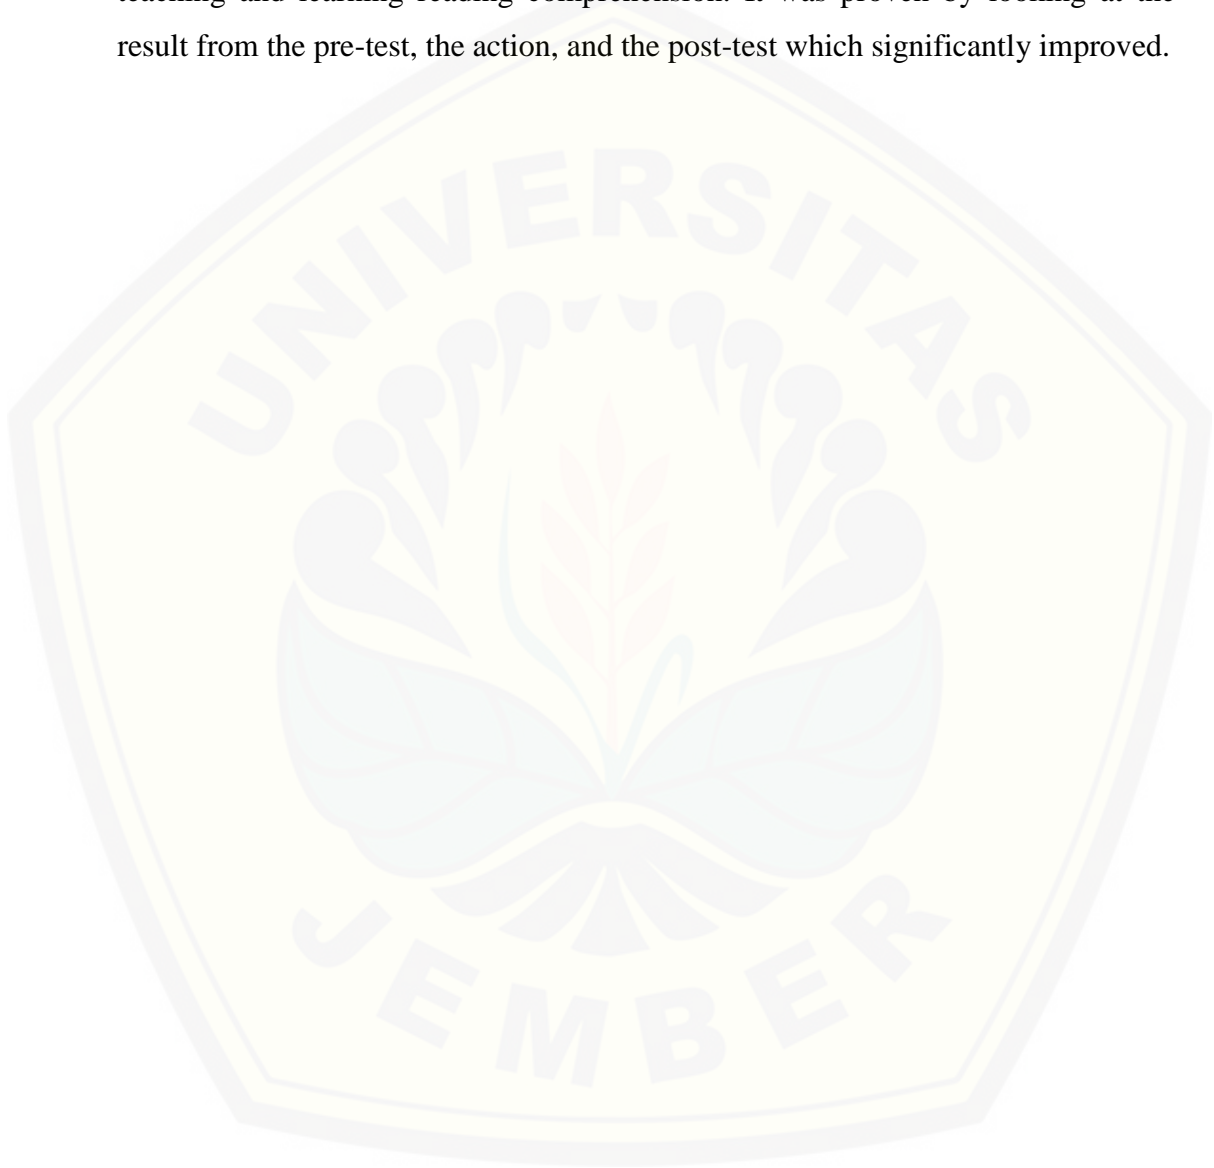 teaching and learning reading comprehension. It was proven by looking at the
result from the pre-test, the action, and the post-test which significantly improved.
UNIVERSITAS
JEMBER